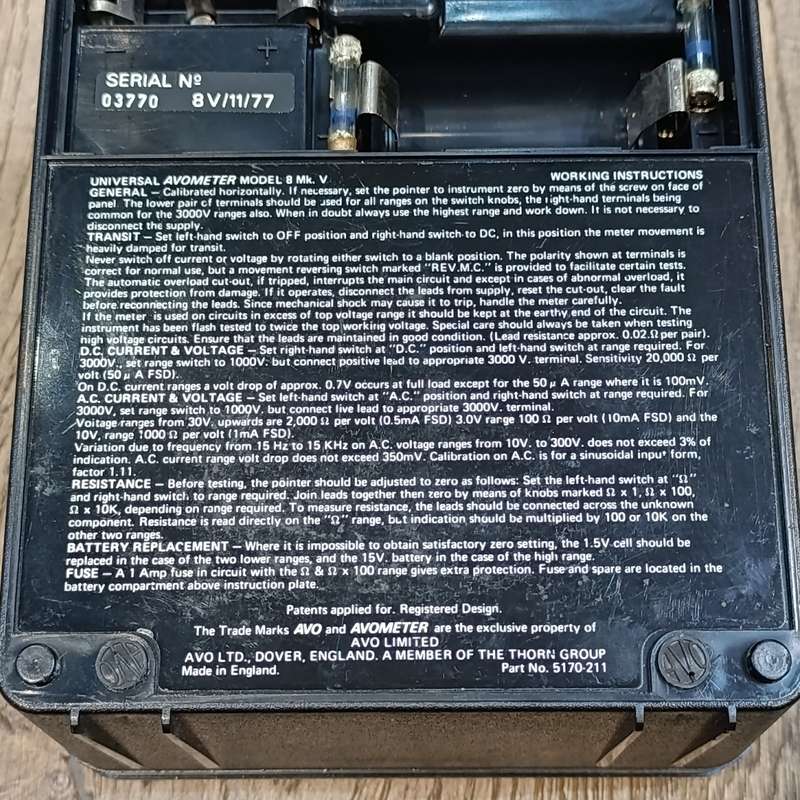 − +
SERIAL Nº
03770 8V/11/77
UNIVERSAL AVOMETER MODEL 8 Mk. V WORKING INSTRUCTIONS
GENERAL – Calibrated horizontally. If necessary, set the pointer to instrument zero by means of the screw on face of
panel. The lower pair of terminals should be used for all ranges on the switch knobs, the right-hand terminals being
common for the 3000V ranges also. When in doubt always use the highest range and work down. It is not necessary to
disconnect the supply.
TRANSIT – Set left-hand switch to OFF position and right-hand switch to DC, in this position the meter movement is
heavily damped for transit.
Never switch off current or voltage by rotating either switch to a blank position. The polarity shown at terminals is
correct for normal use, but a movement reversing switch marked "REV.M.C." is provided to facilitate certain tests.
The automatic overload cut-out, if tripped, interrupts the main circuit and except in cases of abnormal overload, it
provides protection from damage. If it operates, disconnect the leads from supply, reset the cut-out, clear the fault
before reconnecting the leads. Since mechanical shock may cause it to trip, handle the meter carefully.
If the meter is used on circuits in excess of top voltage range it should be kept at the earthy end of the circuit. The
instrument has been flash tested to twice the top working voltage. Special care should always be taken when testing
high voltage circuits. Ensure that the leads are maintained in good condition. (Lead resistance approx. 0.02 Ω per pair).
D.C. CURRENT & VOLTAGE – Set right-hand switch at "D.C." position and left-hand switch at range required. For
3000V., set range switch to 1000V. but connect positive lead to appropriate 3000 V. terminal. Sensitivity 20,000 Ω per
volt (50 μ A FSD).
On D.C. current ranges a volt drop of approx. 0.7V occurs at full load except for the 50 μ A range where it is 100mV.
A.C. CURRENT & VOLTAGE – Set left-hand switch at "A.C." position and right-hand switch at range required. For
3000V, set range switch to 1000V, but connect live lead to appropriate 3000V. terminal.
Voltage ranges from 30V. upwards are 2,000 Ω per volt (0.5mA FSD) 3.0V range 100 Ω per volt (10mA FSD) and the
10V, range 1000 Ω per volt (1mA FSD).
Variation due to frequency from 15 Hz to 15 KHz on A.C. voltage ranges from 10V. to 300V. does not exceed 3% of
indication. A.C. current range volt drop does not exceed 350mV. Calibration on A.C. is for a sinusoidal input form,
factor 1.11.
RESISTANCE – Before testing, the pointer should be adjusted to zero as follows: Set the left-hand switch at "Ω"
and right-hand switch to range required. Join leads together then zero by means of knobs marked Ω x 1, Ω x 100,
Ω x 10K, depending on range required. To measure resistance, the leads should be connected across the unknown
component. Resistance is read directly on the "Ω" range, but indication should be multiplied by 100 or 10K on the
other two ranges.
BATTERY REPLACEMENT – Where it is impossible to obtain satisfactory zero setting, the 1.5V cell should be
replaced in the case of the two lower ranges, and the 15V. battery in the case of the high range.
FUSE – A 1 Amp fuse in circuit with the Ω & Ω x 100 range gives extra protection. Fuse and spare are located in the
battery compartment above instruction plate.
Patents applied for. Registered Design.
The Trade Marks AVO and AVOMETER are the exclusive property of
AVO LIMITED
AVO LTD., DOVER, ENGLAND. A MEMBER OF THE THORN GROUP
Made in England. Part No. 5170-211
AVO AVO